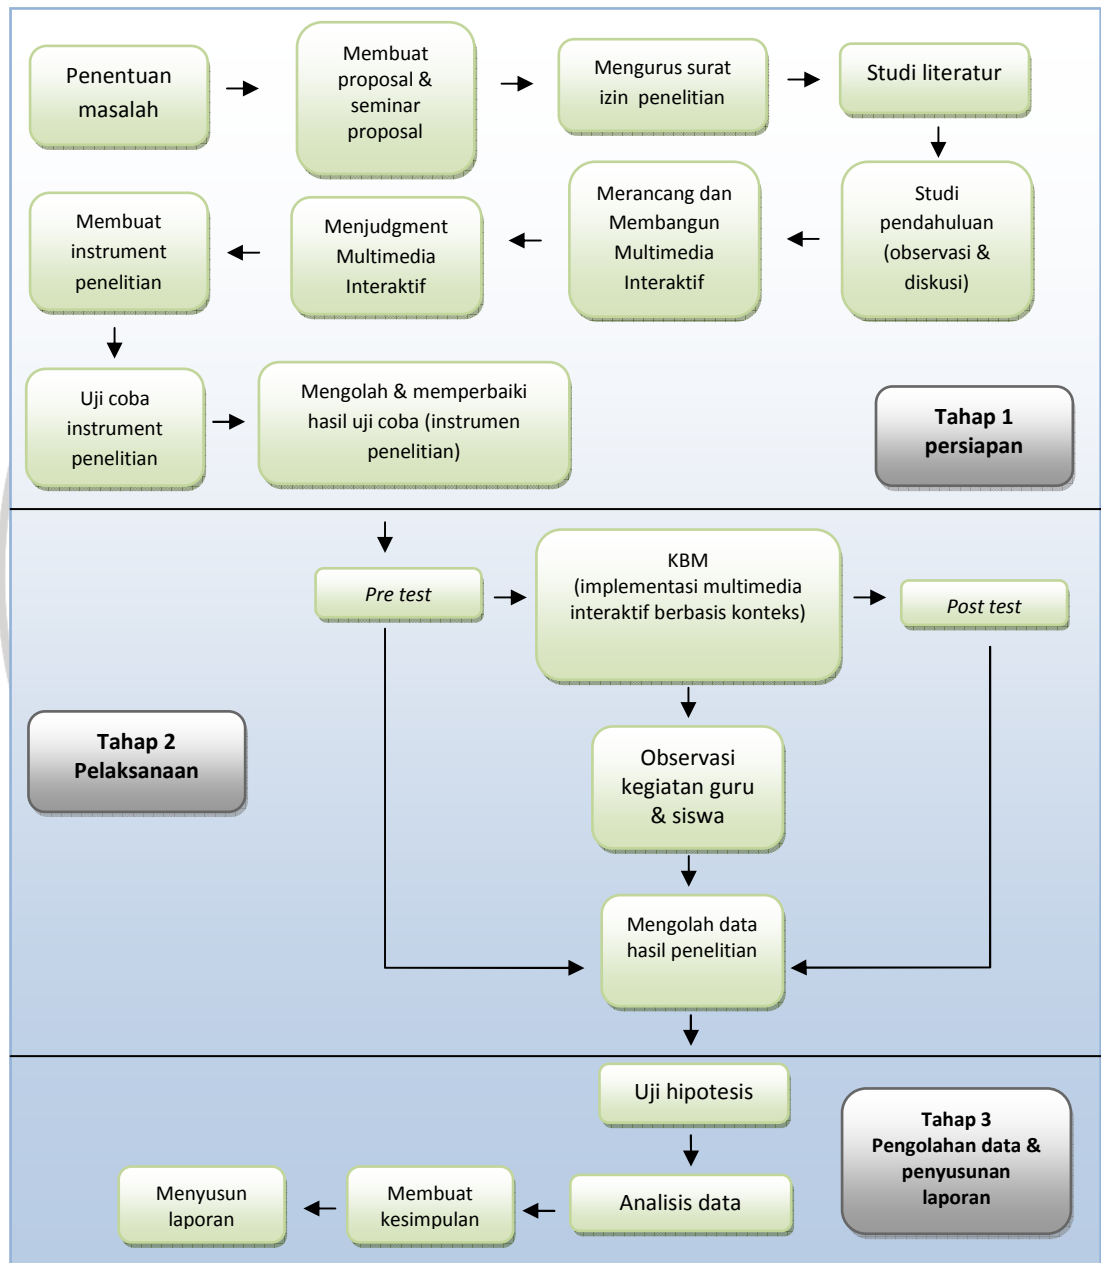 Penentuan
masalah
Membuat
proposal &
seminar
proposal
Mengurus surat
izin penelitian
Studi literatur
Studi
pendahuluan
(observasi &
diskusi)
Merancang dan
Membangun
Multimedia
Interaktif
Menjudgment
Multimedia
Interaktif
Membuat
instrument
penelitian
Uji coba
instrument
penelitian
Mengolah & memperbaiki
hasil uji coba (instrumen
penelitian)
Tahap 1
persiapan
Pre test
KBM
(implementasi multimedia
interaktif berbasis konteks)
Post test
Tahap 2
Pelaksanaan
Observasi
kegiatan guru
& siswa
Mengolah data
hasil penelitian
Uji hipotesis
Tahap 3
Pengolahan data &
penyusunan
laporan
Analisis data
Membuat
kesimpulan
Menyusun
laporan